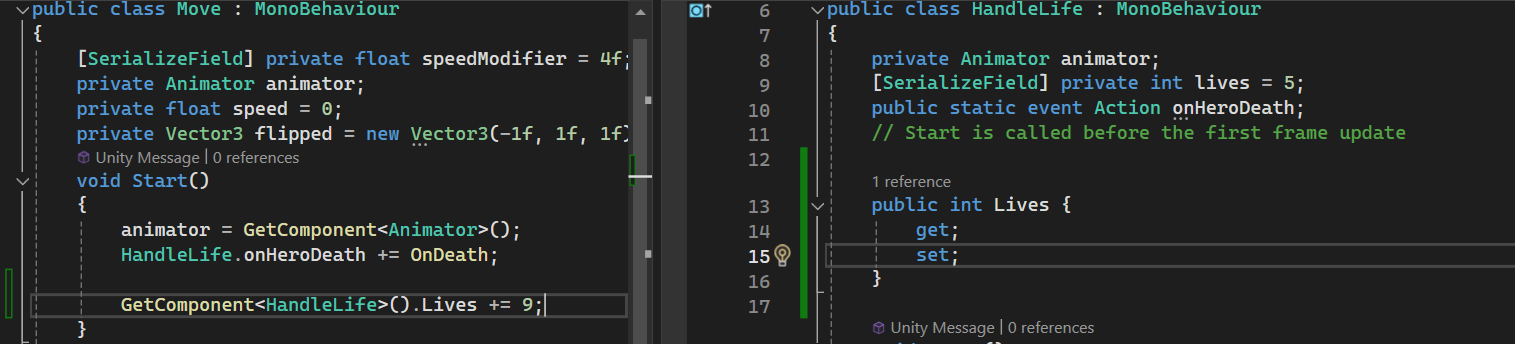 public class Move : MonoBehaviour
{
[SerializeField] private float speedModifier = 4f;
private Animator animator;
private float speed = 0;
private Vector3 flipped = new Vector3(-1f, 1f, 1f)
Unity Message | 0 references
void Start()
{
animator = GetComponent<Animator>();
HandleLife.onHeroDeath += OnDeath;
GetComponent<HandleLife>().Lives += 9;
}
6 public class HandleLife : MonoBehaviour
7 {
8 private Animator animator;
9 [SerializeField] private int lives = 5;
10 public static event Action onHeroDeath;
11 // Start is called before the first frame update
12
1 reference
13 public int Lives {
14 get;
15 set;
16 }
17
Unity Message | 0 references